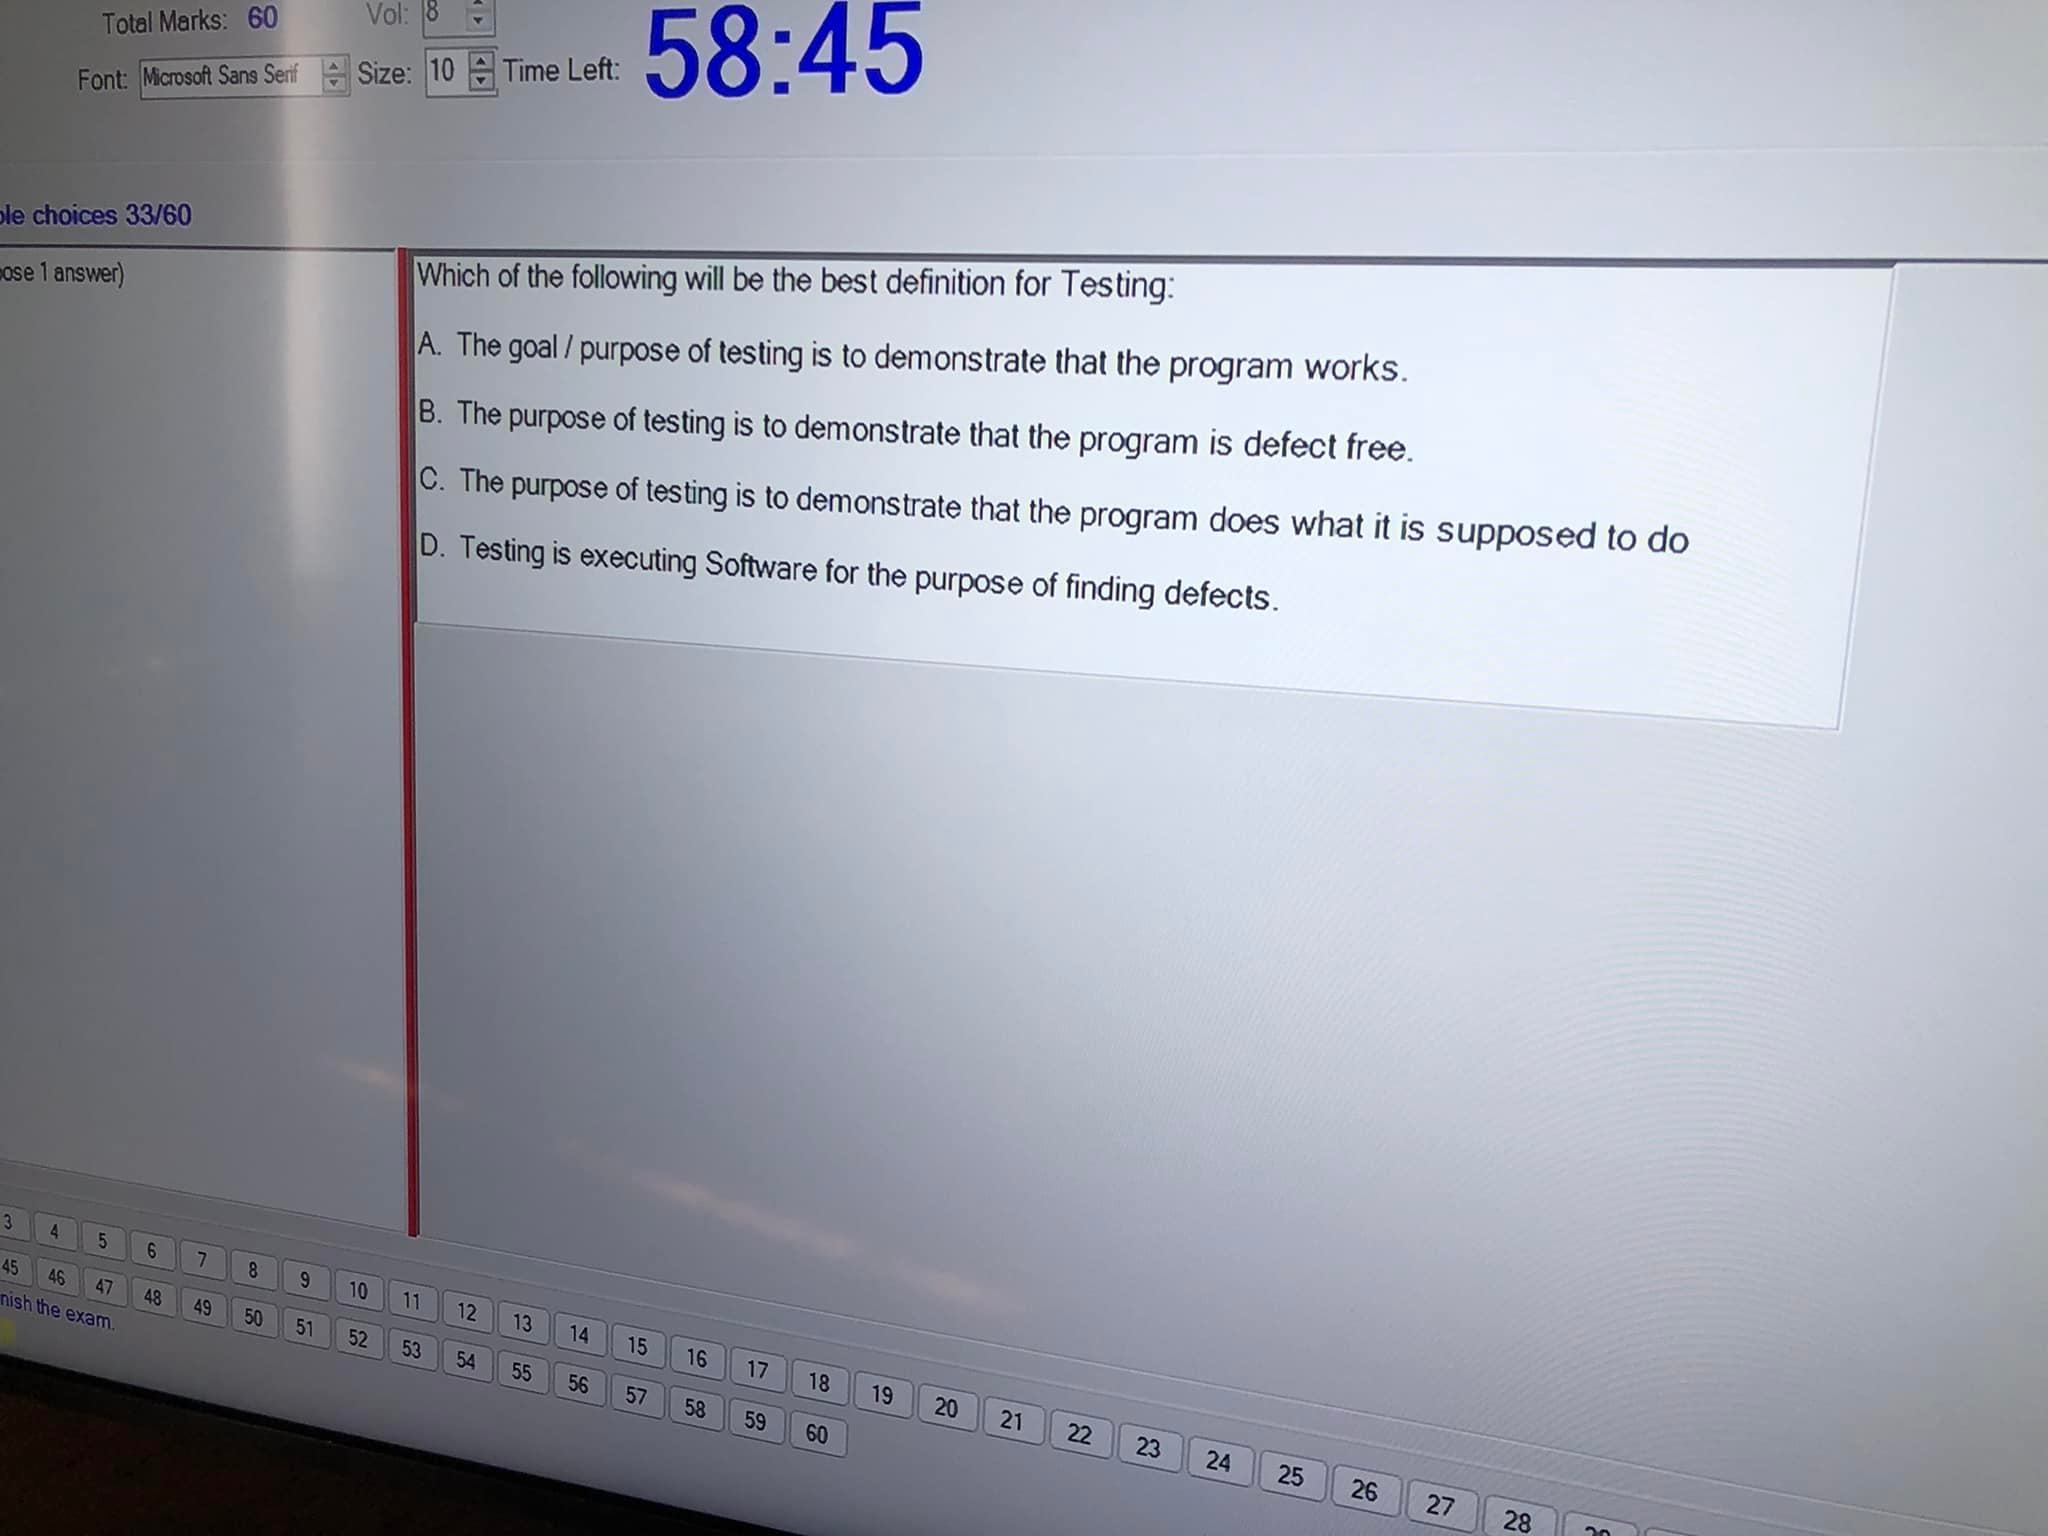 Total Marks: 60
Vol: 8
Font: Microsoft Sans Serif
Size: 10
Time Left: 58:45
choices 33/60
1 answer)
Which of the following will be the best definition for Testing:
A. The goal / purpose of testing is to demonstrate that the program works.
B. The purpose of testing is to demonstrate that the program is defect free.
C. The purpose of testing is to demonstrate that the program does what it is supposed to do
D. Testing is executing Software for the purpose of finding defects.
3 4 5 6 7 8 9 10 11 12 13 14 15 16 17 18 19 20 21 22 23 24 25 26 27 28
45 46 47 48 49 50 51 52 53 54 55 56 57 58 59 60
the exam.